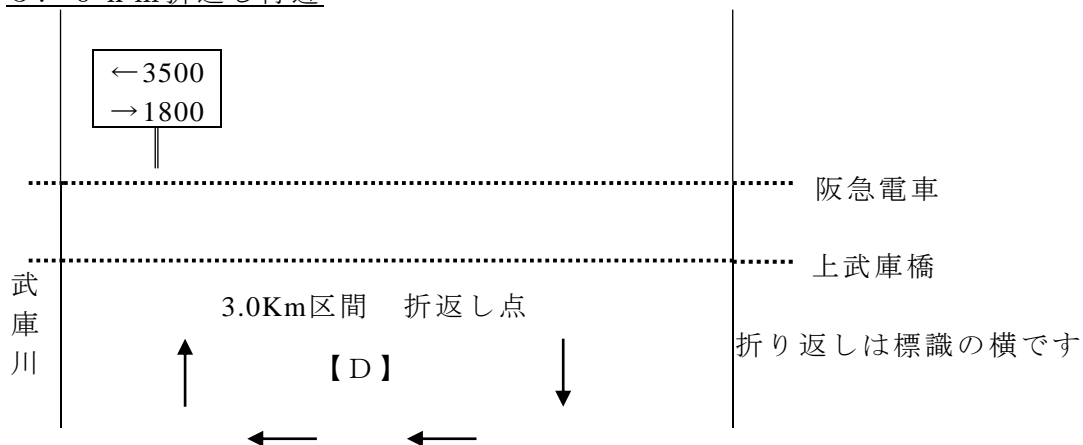 ←3500
→1800
阪急電車
上武庫橋
武庫川
3.0Km区間 折返し点
折り返しは標識の横です
【D】